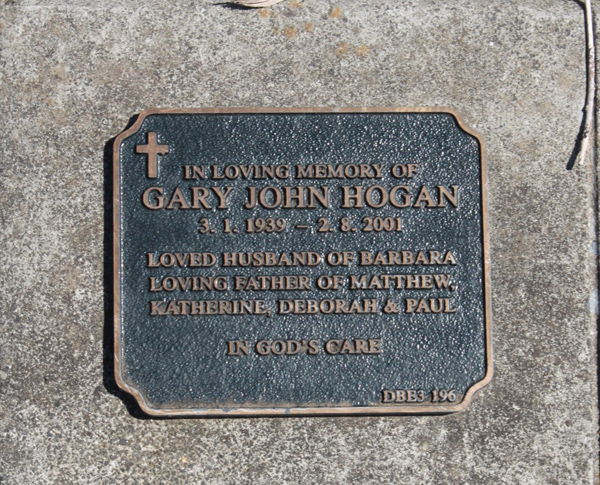 IN LOVING MEMORY OF
GARY JOHN HOGAN
3. 1. 1939 – 2. 8. 2001
LOVED HUSBAND OF BARBARA
LOVING FATHER OF MATTHEW,
KATHERINE, DEBORAH & PAUL
IN GOD'S CARE
DBE3 196